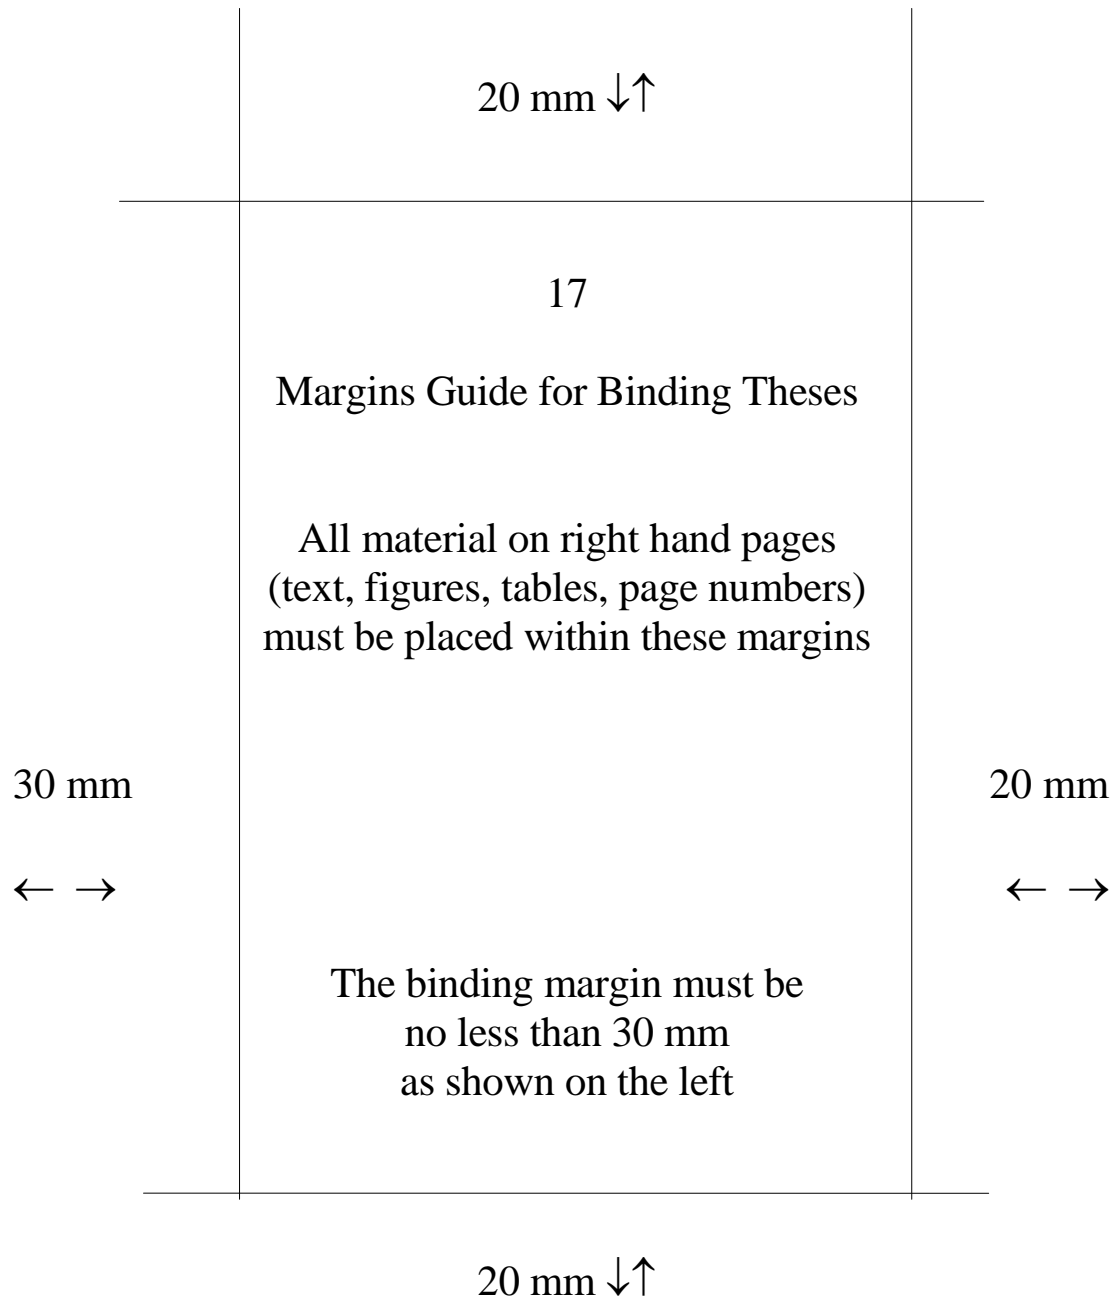 20 mm ↓↑
17
Margins Guide for Binding Theses
All material on right hand pages
(text, figures, tables, page numbers)
must be placed within these margins
30 mm
20 mm
← →
← →
The binding margin must be
no less than 30 mm
as shown on the left
20 mm ↓↑